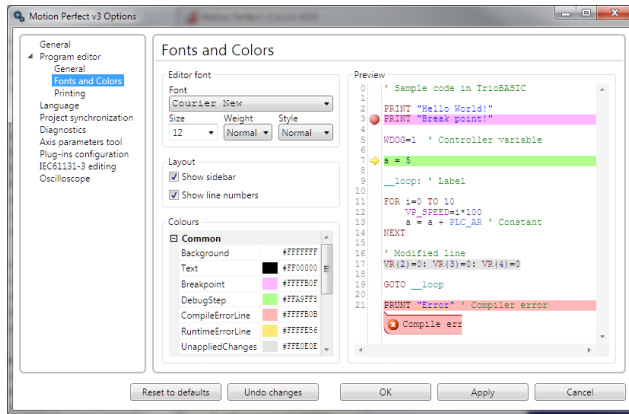 Motion Perfect v3 Options
General
Program editor
General
Fonts and Colors
Printing
Language
Project synchronization
Diagnostics
Axis parameters tool
Plug-ins configuration
IEC61131-3 editing
Oscilloscope
Fonts and Colors
Editor font
Font
Courier New
Size Weight Style
12 Normal Normal
Layout
Show sidebar
Show line numbers
Colours
Common
Background #FFFFFFF
Text #FF00000
Breakpoint #FFFFB0F
DebugStep #FFA9FF8
CompileErrorLine #FFFFB0B
RuntimeErrorLine #FFFFE56
UnappliedChanges #FFE0E0E
Preview
0 ' Sample code in TrioBASIC
1
2 PRINT "Hello World!"
3 PRINT "Break point!"
4
5 WDOG=1 ' Controller variable
6
7 a = 5
8
9 __loop: ' Label
10
11 FOR i=0 TO 10
12 VP_SPEED=i*100
13 a = a + PLC_AR ' Constant
14 NEXT
15
16 ' Modified line
17 VR(2)=0: VR(3)=0: VR(4)=0
18
19 GOTO __loop
20
21 PRUNT "Error" ' Compiler error
Compile err
Reset to defaults Undo changes OK Apply Cancel